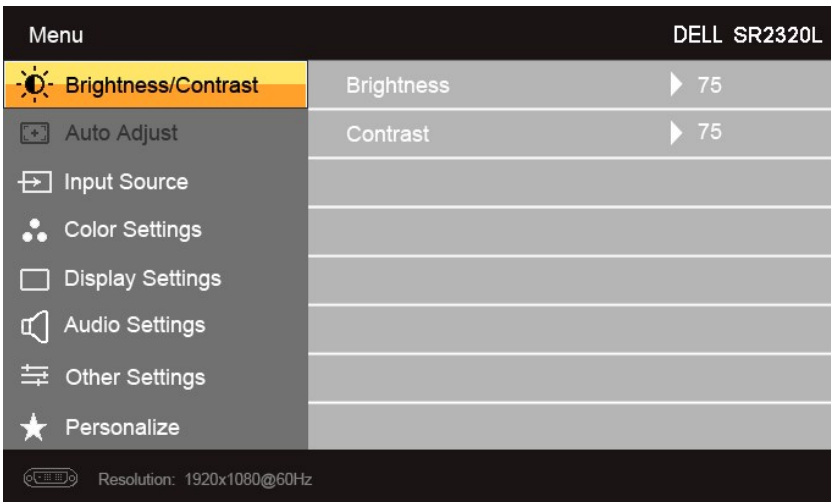 Menu DELL SR2320L
Brightness/Contrast Brightness 75
Auto Adjust Contrast 75
Input Source
Color Settings
Display Settings
Audio Settings
Other Settings
Personalize
Resolution: 1920x1080@60Hz